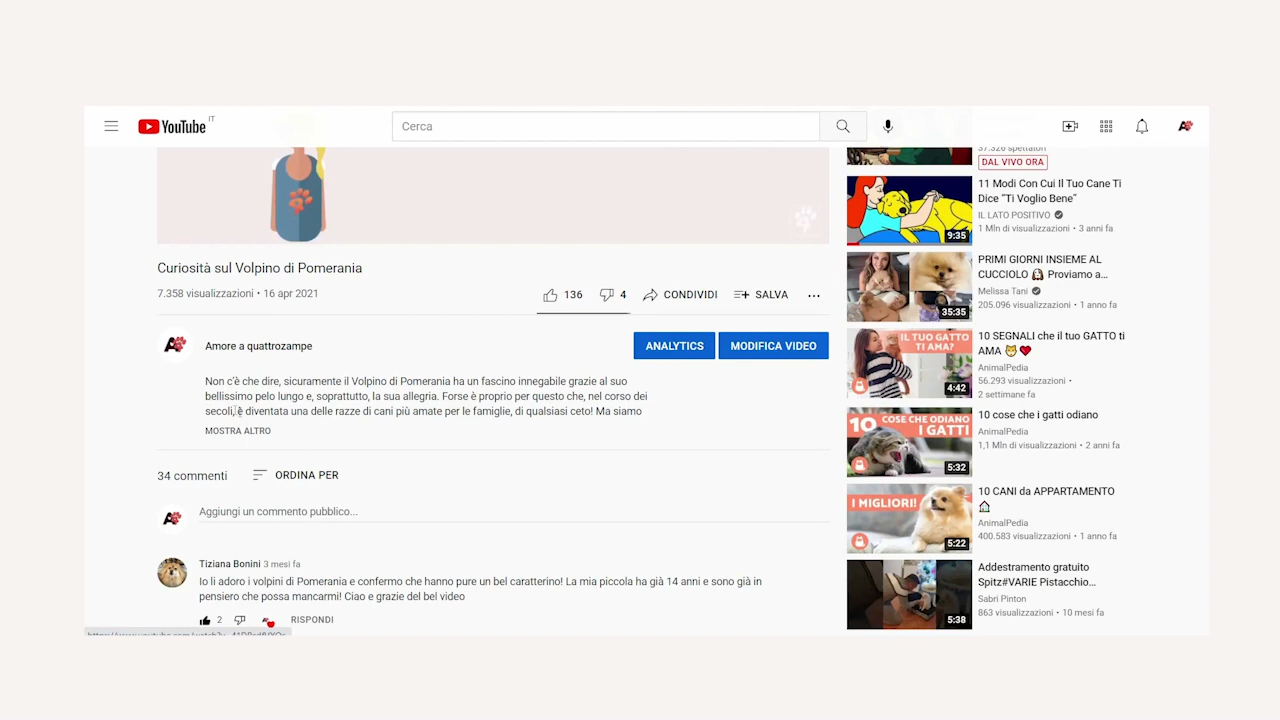 YouTube IT
Cerca
Curiosità sul Volpino di Pomerania
7.358 visualizzazioni • 16 apr 2021
136
4
CONDIVIDI
SALVA
Amore a quattrozampe
ANALYTICS
MODIFICA VIDEO
Non c'è che dire, sicuramente il Volpino di Pomerania ha un fascino innegabile grazie al suo
bellissimo pelo lungo e, soprattutto, la sua allegria. Forse è proprio per questo che, nel corso dei
secoli, è diventata una delle razze di cani più amate per le famiglie, di qualsiasi ceto! Ma siamo
MOSTRA ALTRO
34 commenti
ORDINA PER
Aggiungi un commento pubblico...
Tiziana Bonini 3 mesi fa
Io li adoro i volpini di Pomerania e confermo che hanno pure un bel caratterino! La mia piccola ha già 14 anni e sono già in
pensiero che possa mancarmi! Ciao e grazie del bel video
2
RISPONDI
37.320 spettatori
DAL VIVO ORA
9:35
11 Modi Con Cui Il Tuo Cane Ti
Dice “Ti Voglio Bene”
IL LATO POSITIVO
1 Mln di visualizzazioni • 3 anni fa
35:35
PRIMI GIORNI INSIEME AL
CUCCIOLO 🐶 Proviamo a...
Melissa Tani
205.096 visualizzazioni • 1 anno fa
IL TUO GATTO
TI AMA?
4:42
10 SEGNALI che il tuo GATTO ti
AMA 😺❤️
AnimalPedia
56.293 visualizzazioni •
2 settimane fa
10 COSE CHE ODIANO
I GATTI
5:32
10 cose che i gatti odiano
AnimalPedia
1,1 Mln di visualizzazioni • 2 anni fa
I MIGLIORI!
5:22
10 CANI da APPARTAMENTO
🏠
AnimalPedia
400.583 visualizzazioni • 1 anno fa
5:38
Addestramento gratuito
Spitz#VARIE Pistacchio...
Sabri Pinton
863 visualizzazioni • 10 mesi fa